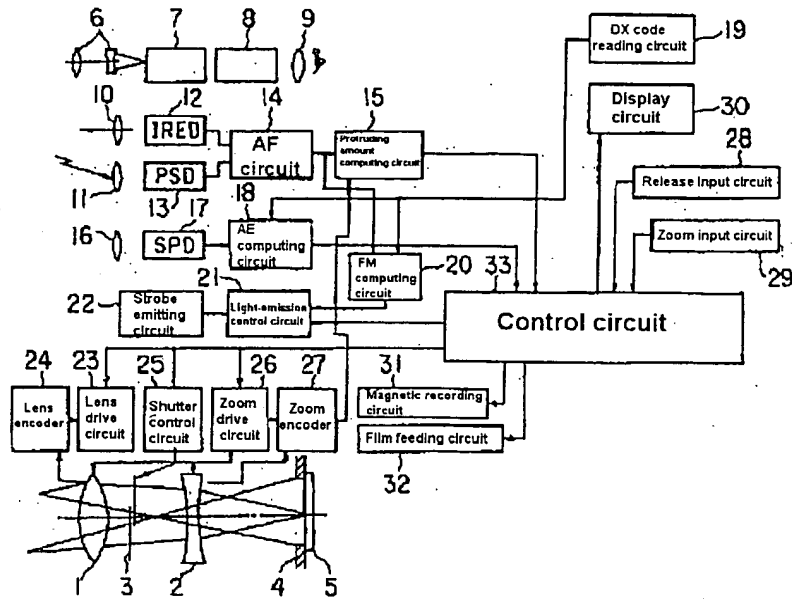 6
7
8
9
DX code
reading circuit
19
10
12
14
15
Display
circuit
30
IRED
AF
circuit
Protruding
amount
computing circuit
28
Release Input circuit
11
PSD
13
17
18
16
SPD
AE
computing
circuit
Zoom input circuit
29
FM
computing
circuit
20
33
21
22
Strobe
emitting
circuit
Light-emission
control circuit
Control circuit
24
23
25
26
27
31
Lens
encoder
Lens
drive
circuit
Shutter
control
circuit
Zoom
drive
circuit
Zoom
encoder
Magnetic recording
circuit
Film feeding circuit
32
1
3
2
4
5